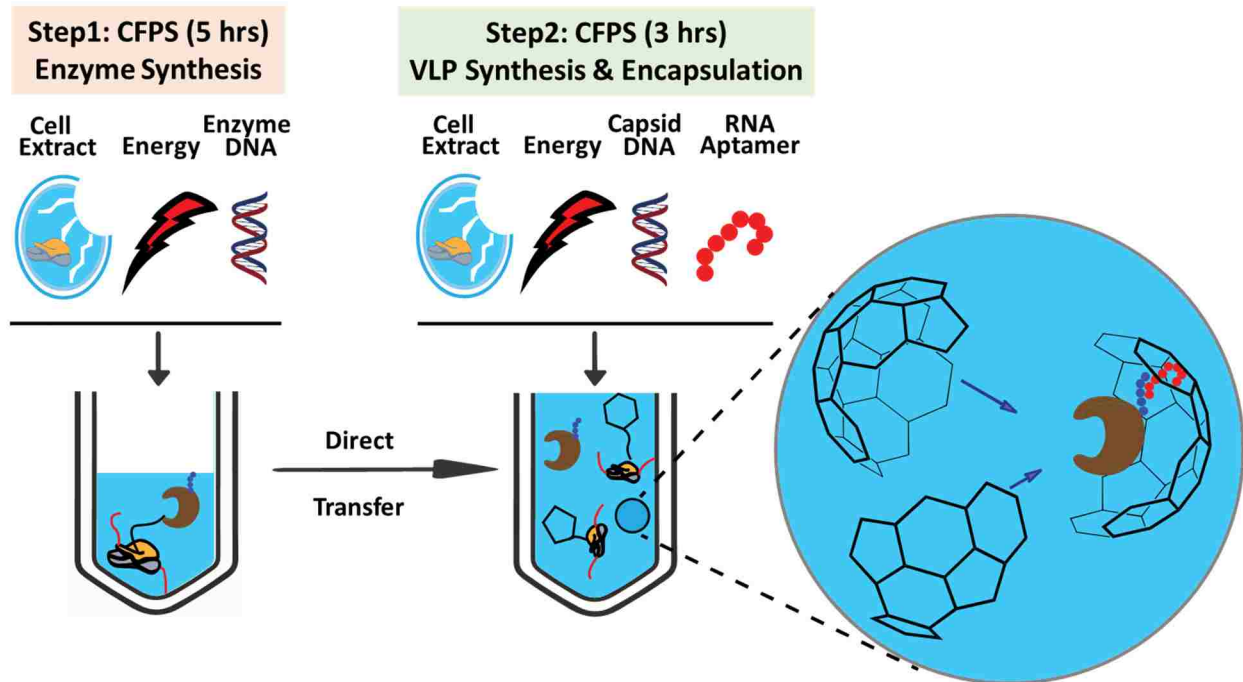 Step1: CFPS (5 hrs)
Enzyme Synthesis
Cell
Extract
Energy
Enzyme
DNA
Step2: CFPS (3 hrs)
VLP Synthesis & Encapsulation
Cell
Extract
Energy
Capsid
DNA
RNA
Aptamer
Direct
Transfer